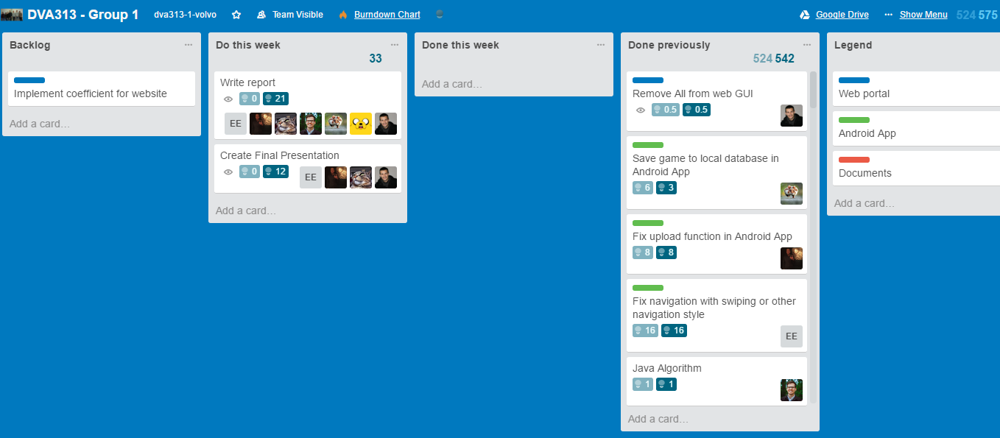 DVA313 - Group 1 dva313-1-volvo Team Visible Burndown Chart Google Drive ... Show Menu 524 575
Backlog ...
Implement coefficient for website
Add a card...
Do this week ...
33
Write report
0 21
EE
Create Final Presentation
0 12 EE
Add a card...
Done this week ...
Add a card...
Done previously ...
524 542
Remove All from web GUI
0.5 0.5
Save game to local database in
Android App
6 3
Fix upload function in Android App
8 8
Fix navigation with swiping or other
navigation style
16 16
EE
Java Algorithm
1 1
Add a card...
Legend
Web portal
Android App
Documents
Add a card...